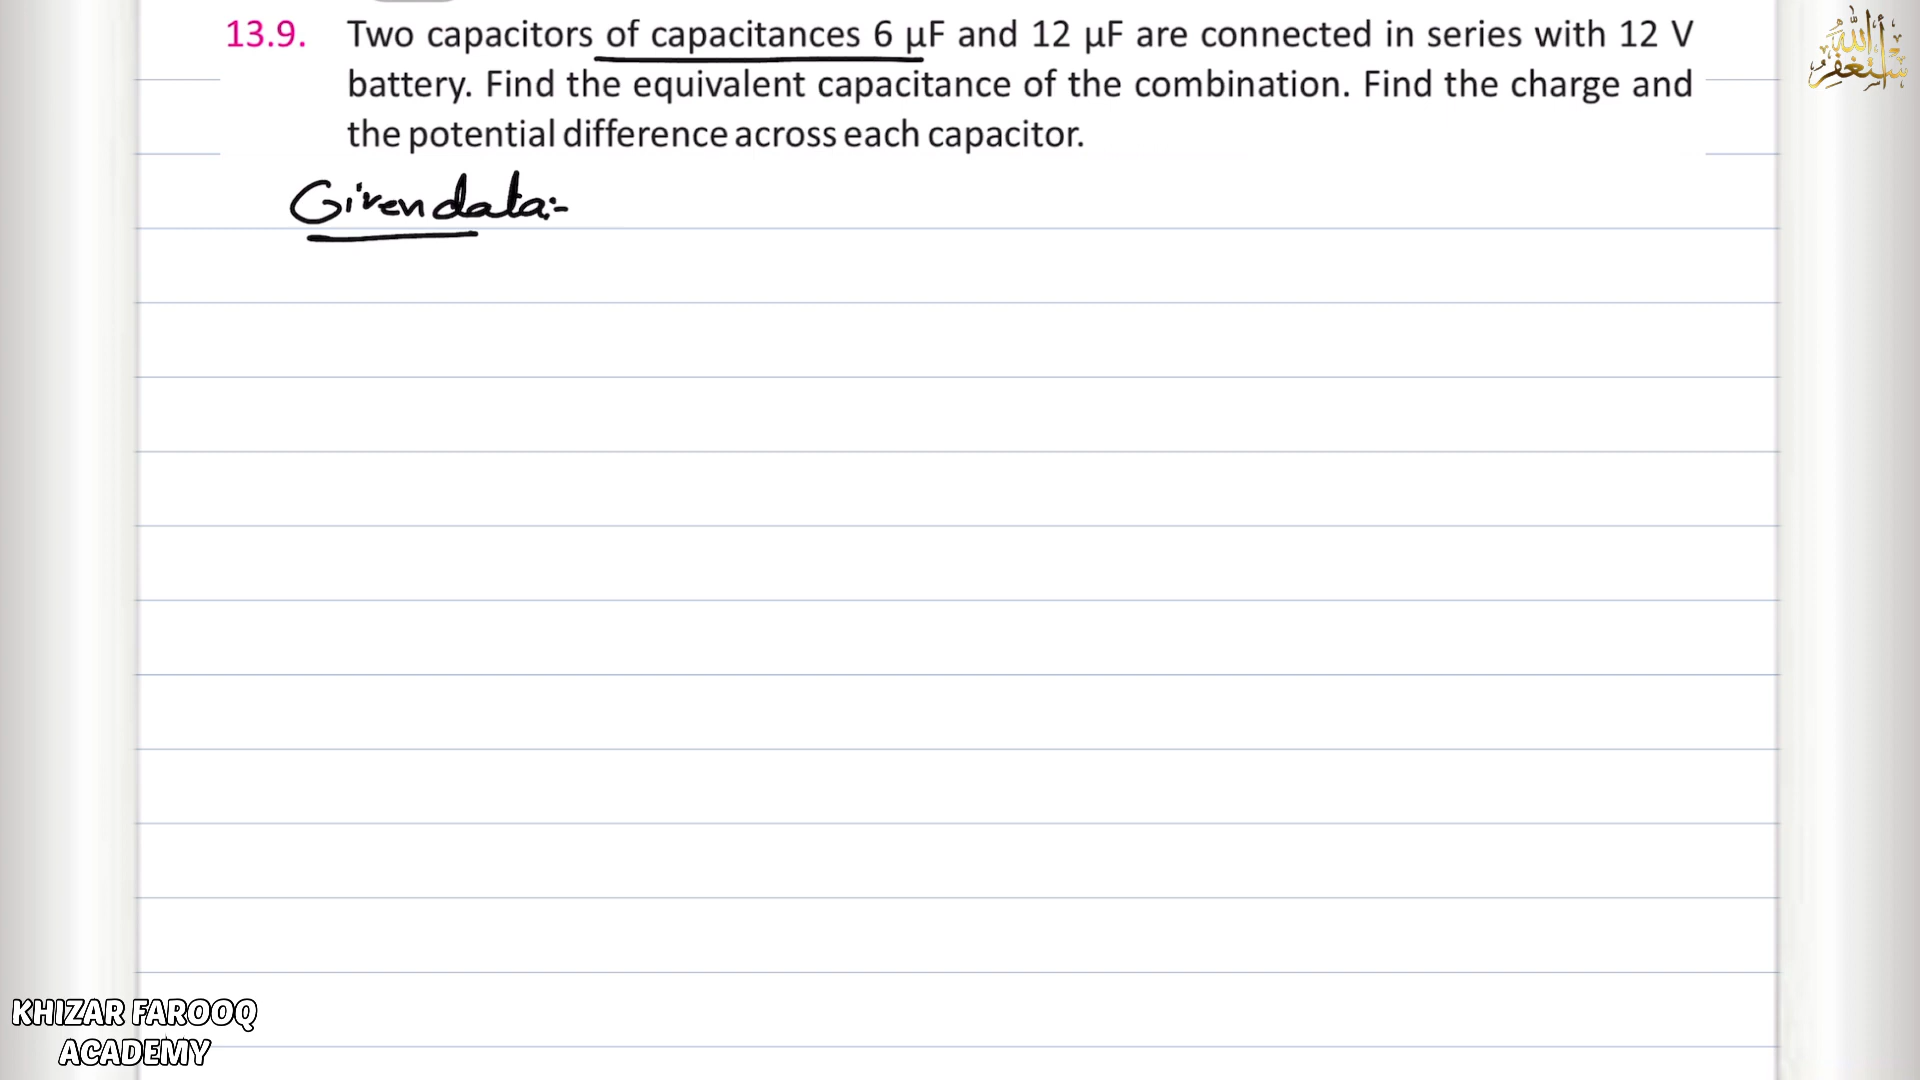 13.9. Two capacitors of capacitances 6 µF and 12 µF are connected in series with 12 V
battery. Find the equivalent capacitance of the combination. Find the charge and
the potential difference across each capacitor.
Given data:-
أستغفر الله
KHIZAR FAROOQ
ACADEMY